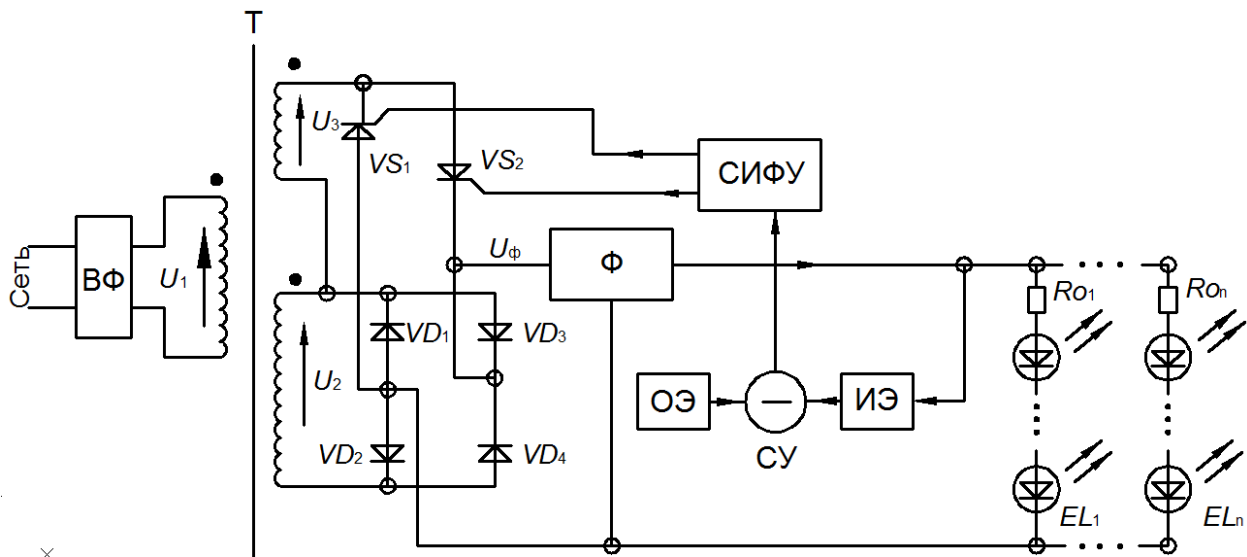 Т
U3
VS1
VS2
СИФУ
Сеть
ВФ
U1
Uф
Ф
Ro1
Ron
VD1
VD3
U2
ОЭ
—
ИЭ
СУ
VD2
VD4
EL1
ELn